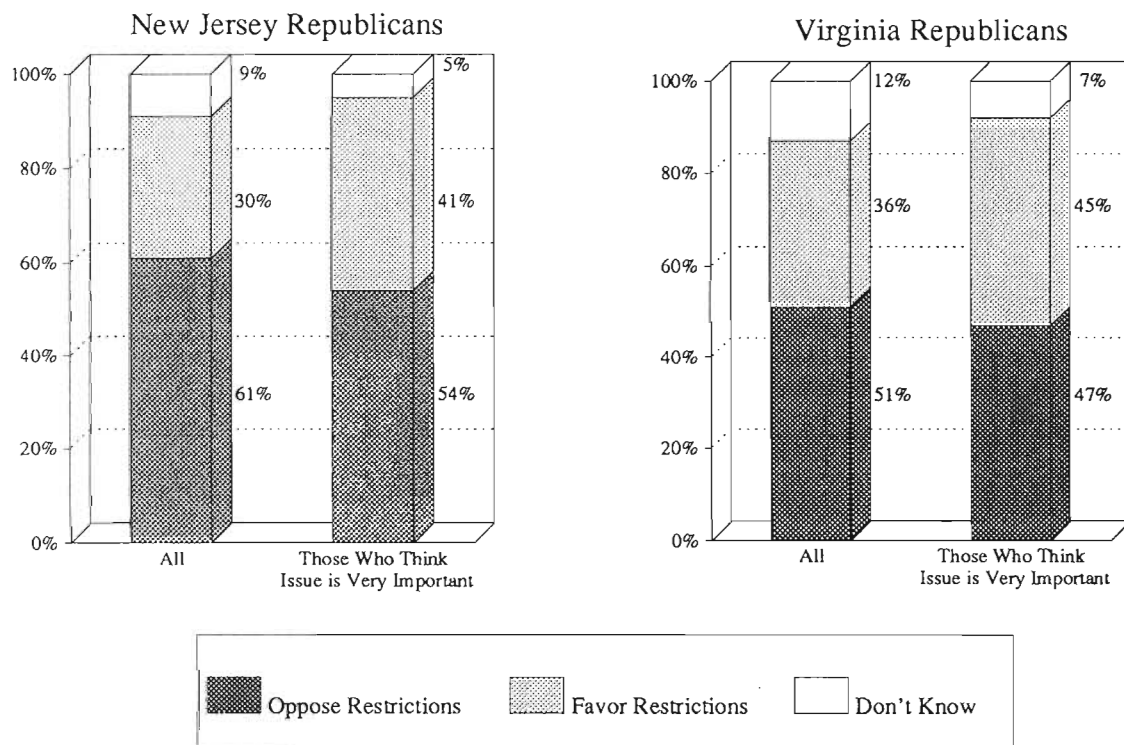 New Jersey Republicans
100%
80%
60%
40%
20%
0%
9%
30%
61%
5%
41%
54%
All
Those Who Think
Issue is Very Important
Virginia Republicans
100%
80%
60%
40%
20%
0%
12%
36%
51%
7%
45%
47%
All
Those Who Think
Issue is Very Important
Oppose Restrictions
Favor Restrictions
Don't Know